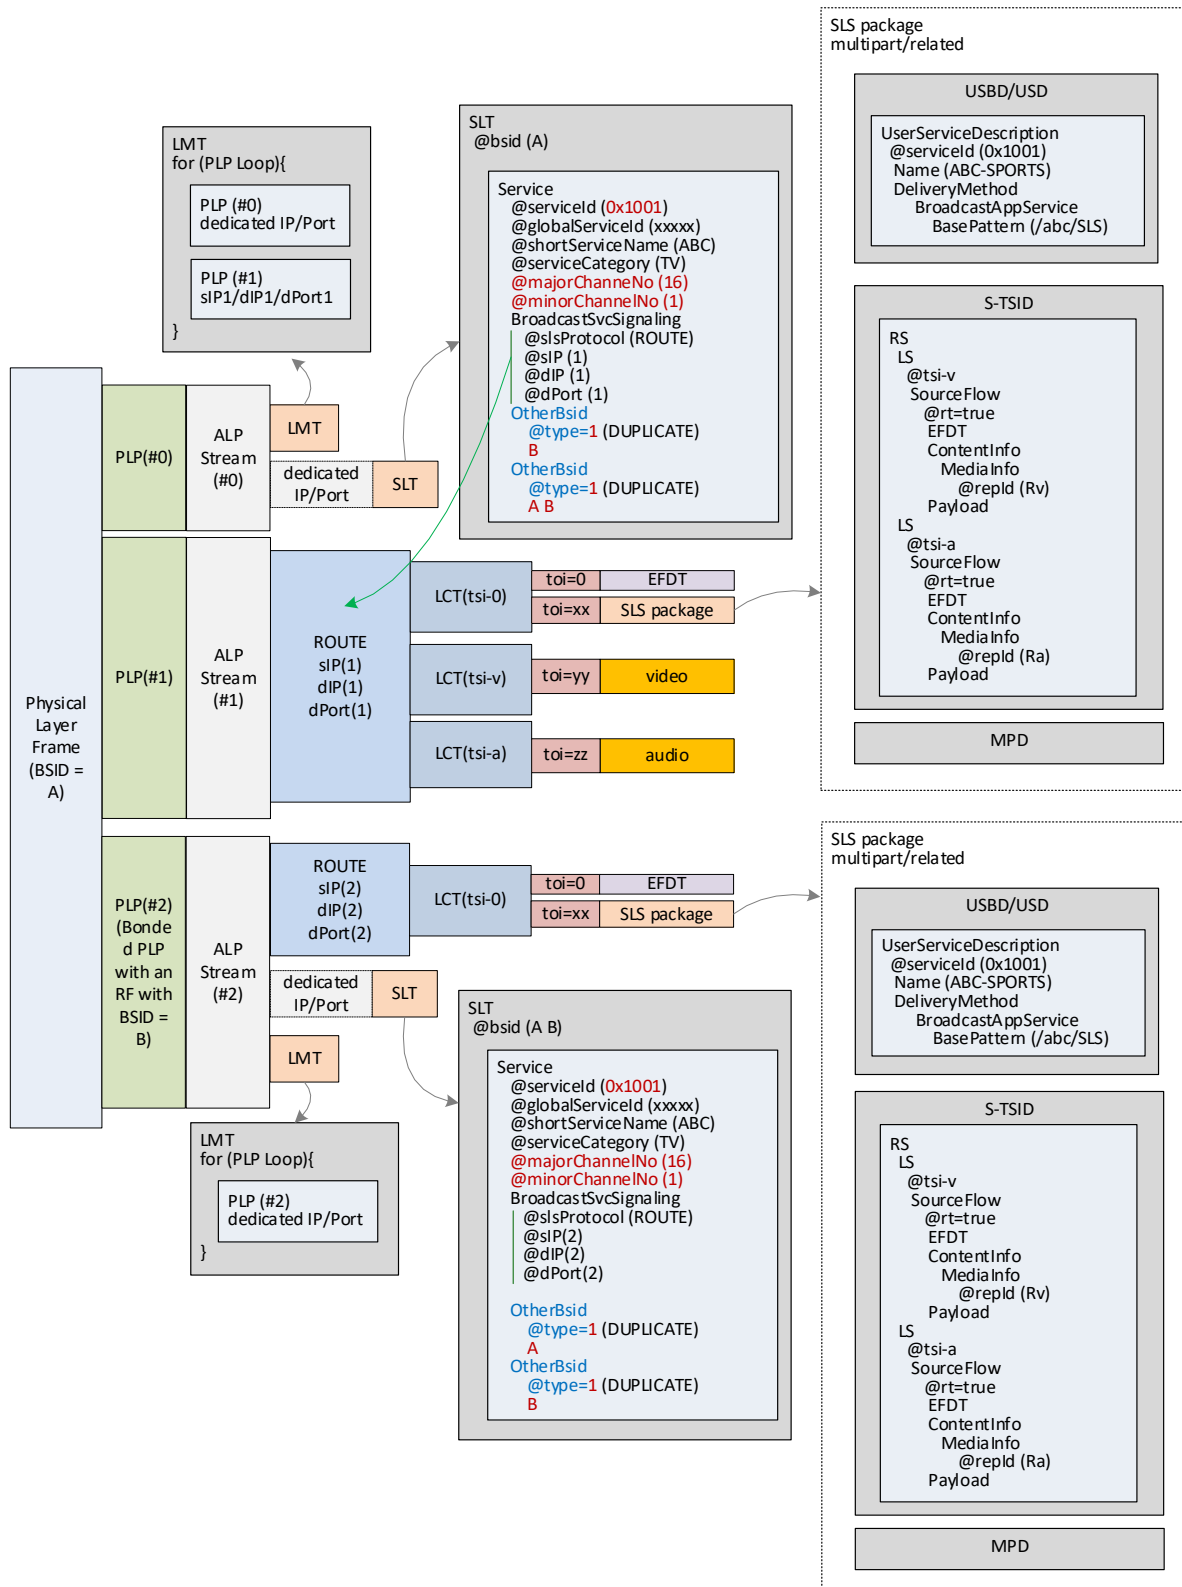 SLS package
multipart/related
USBD/USD
UserServiceDescription
@serviceId (0x1001)
Name (ABC-SPORTS)
DeliveryMethod
BroadcastAppService
BasePattern (/abc/SLS)
S-TSID
RS
LS
@tsi-v
SourceFlow
@rt=true
EFDT
ContentInfo
MediaInfo
@repId (Rv)
Payload
LS
@tsi-a
SourceFlow
@rt=true
EFDT
ContentInfo
MediaInfo
@repId (Ra)
Payload
MPD
SLT
@bsid (A)
Service
@serviceId (0x1001)
@globalServiceId (xxxxx)
@shortServiceName (ABC)
@serviceCategory (TV)
@majorChanneNo (16)
@minorChannelNo (1)
BroadcastSvcSignaling
@slsProtocol (ROUTE)
@sIP (1)
@dIP (1)
@dPort (1)
OtherBsid
@type=1 (DUPLICATE)
B
OtherBsid
@type=1 (DUPLICATE)
A B
LMT
for (PLP Loop){
PLP (#0)
dedicated IP/Port
PLP (#1)
sIP1/dIP1/dPort1
}
Physical
Layer
Frame
(BSID =
A)
PLP(#0)
ALP
Stream
(#0)
LMT
dedicated
IP/Port
SLT
PLP(#1)
ALP
Stream
(#1)
ROUTE
sIP(1)
dIP(1)
dPort(1)
LCT(tsi-0)
toi=0
EFDT
toi=xx
SLS package
LCT(tsi-v)
toi=yy
video
LCT(tsi-a)
toi=zz
audio
PLP(#2)
(Bonde
d PLP
with an
RF with
BSID =
B)
ALP
Stream
(#2)
ROUTE
sIP(2)
dIP(2)
dPort(2)
LCT(tsi-0)
toi=0
EFDT
toi=xx
SLS package
dedicated
IP/Port
SLT
LMT
LMT
for (PLP Loop){
PLP (#2)
dedicated IP/Port
}
SLT
@bsid (A B)
Service
@serviceId (0x1001)
@globalServiceId (xxxxx)
@shortServiceName (ABC)
@serviceCategory (TV)
@majorChannelNo (16)
@minorChannelNo (1)
BroadcastSvcSignaling
@slsProtocol (ROUTE)
@sIP(2)
@dIP(2)
@dPort(2)
OtherBsid
@type=1 (DUPLICATE)
A
OtherBsid
@type=1 (DUPLICATE)
B
SLS package
multipart/related
USBD/USD
UserServiceDescription
@serviceId (0x1001)
Name (ABC-SPORTS)
DeliveryMethod
BroadcastAppService
BasePattern (/abc/SLS)
S-TSID
RS
LS
@tsi-v
SourceFlow
@rt=true
EFDT
ContentInfo
MediaInfo
@repId (Rv)
Payload
LS
@tsi-a
SourceFlow
@rt=true
EFDT
ContentInfo
MediaInfo
@repId (Ra)
Payload
MPD